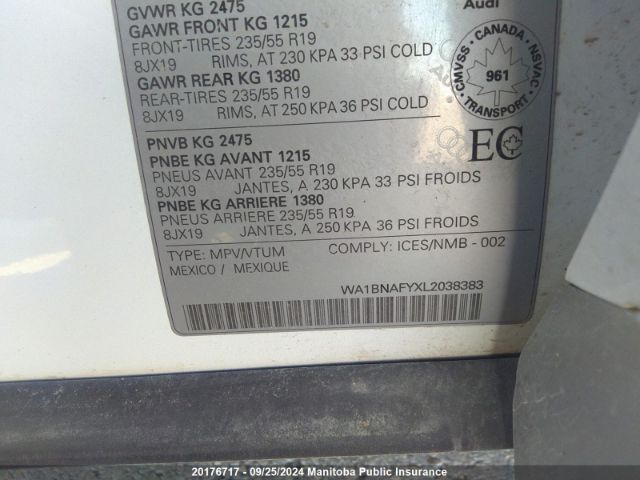 GVWR KG 2475
Audi
GAWR FRONT KG 1215
FRONT-TIRES 235/55 R19
8JX19 RIMS, AT 230 KPA 33 PSI COLD
GAWR REAR KG 1380
REAR-TIRES 235/55 R19
8JX19 RIMS, AT 250 KPA 36 PSI COLD
CMVSS - CANADA - NSVAC
961
TRANSPORT
PNVB KG 2475
PNBE KG AVANT 1215
PNEUS AVANT 235/55 R19
8JX19 JANTES, A 230 KPA 33 PSI FROIDS
PNBE KG ARRIERE 1380
PNEUS ARRIERE 235/55 R19
8JX19 JANTES, A 250 KPA 36 PSI FROIDS
EC
TYPE: MPV/VTUM COMPLY: ICES/NMB - 002
MEXICO / MEXIQUE
WA1BNAFYXL2038383
20176717 - 09/25/2024 Manitoba Public Insurance